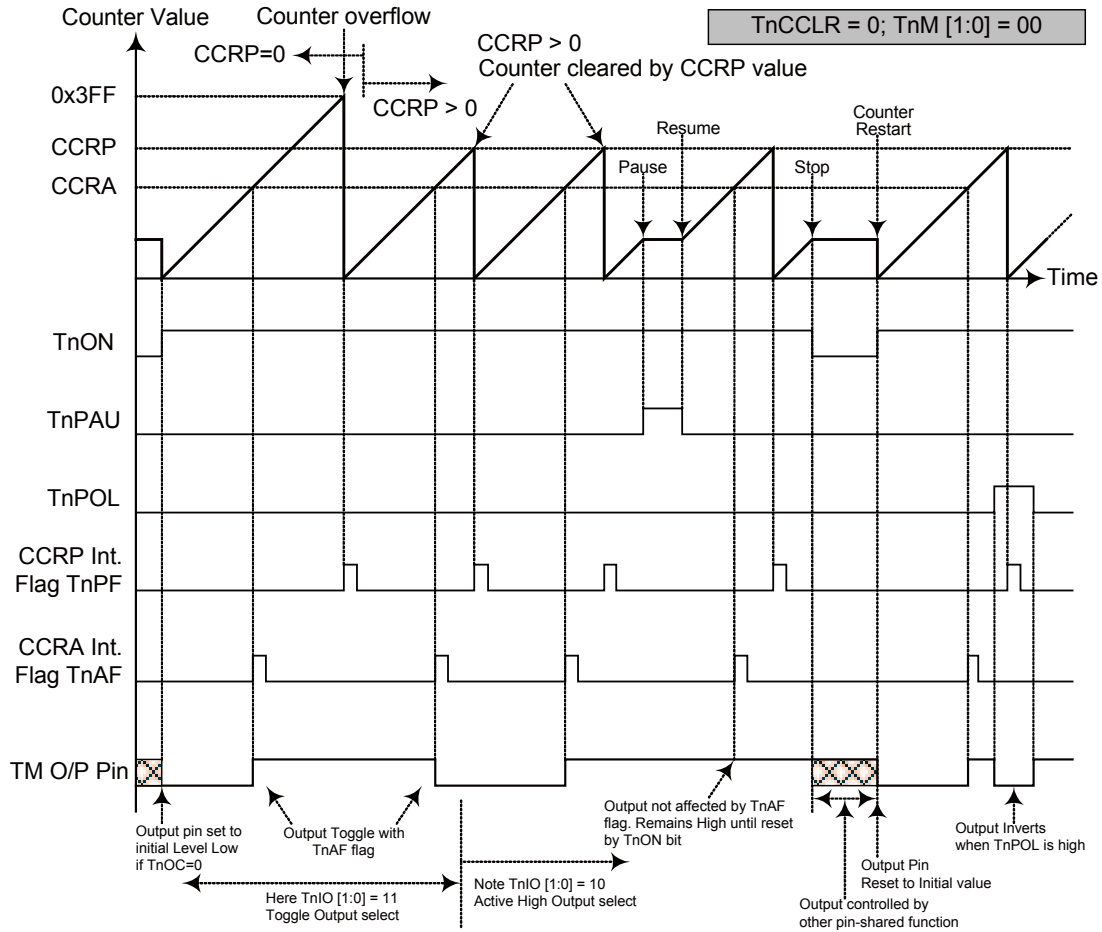 Counter Value
Counter overflow
TnCCLR = 0; TnM [1:0] = 00
CCRP=0
CCRP > 0
CCRP > 0
Counter cleared by CCRP value
0x3FF
CCRP
CCRA
Pause
Resume
Stop
Counter
Restart
Time
TnON
TnPAU
TnPOL
CCRP Int.
Flag TnPF
CCRA Int.
Flag TnAF
TM O/P Pin
Output pin set to
initial Level Low
if TnOC=0
Output Toggle with
TnAF flag
Output not affected by TnAF
flag. Remains High until reset
by TnON bit
Output Inverts
when TnPOL is high
Output Pin
Reset to Initial value
Here TnIO [1:0] = 11
Toggle Output select
Note TnIO [1:0] = 10
Active High Output select
Output controlled by
other pin-shared function